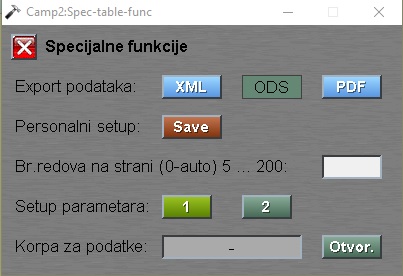 Camp2:Spec-table-func
Specijalne funkcije
Export podataka: XML ODS PDF
Personalni setup: Save
Br.redova na strani (0-auto) 5 ... 200:
Setup parametara: 1 2
Korpa za podatke: - Otvor.